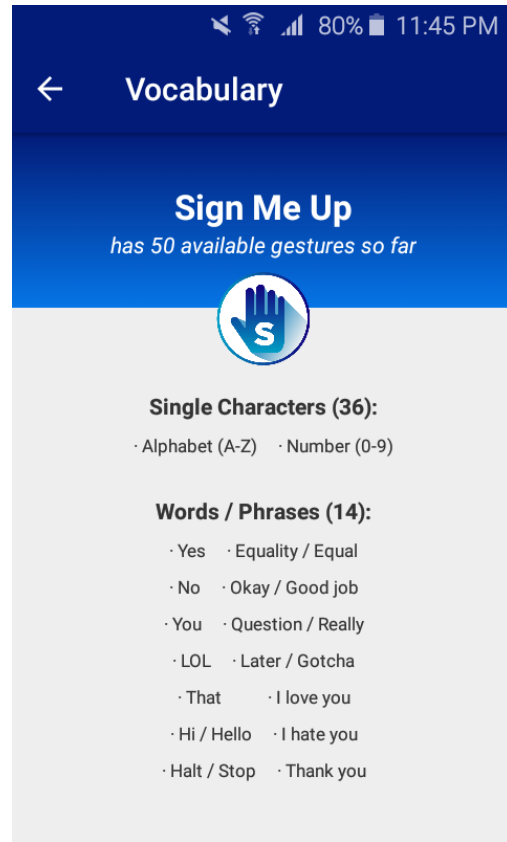 80% 11:45 PM
Vocabulary
Sign Me Up
has 50 available gestures so far
S
Single Characters (36):
· Alphabet (A-Z) · Number (0-9)
Words / Phrases (14):
· Yes · Equality / Equal
· No · Okay / Good job
· You · Question / Really
· LOL · Later / Gotcha
· That · I love you
· Hi / Hello · I hate you
· Halt / Stop · Thank you